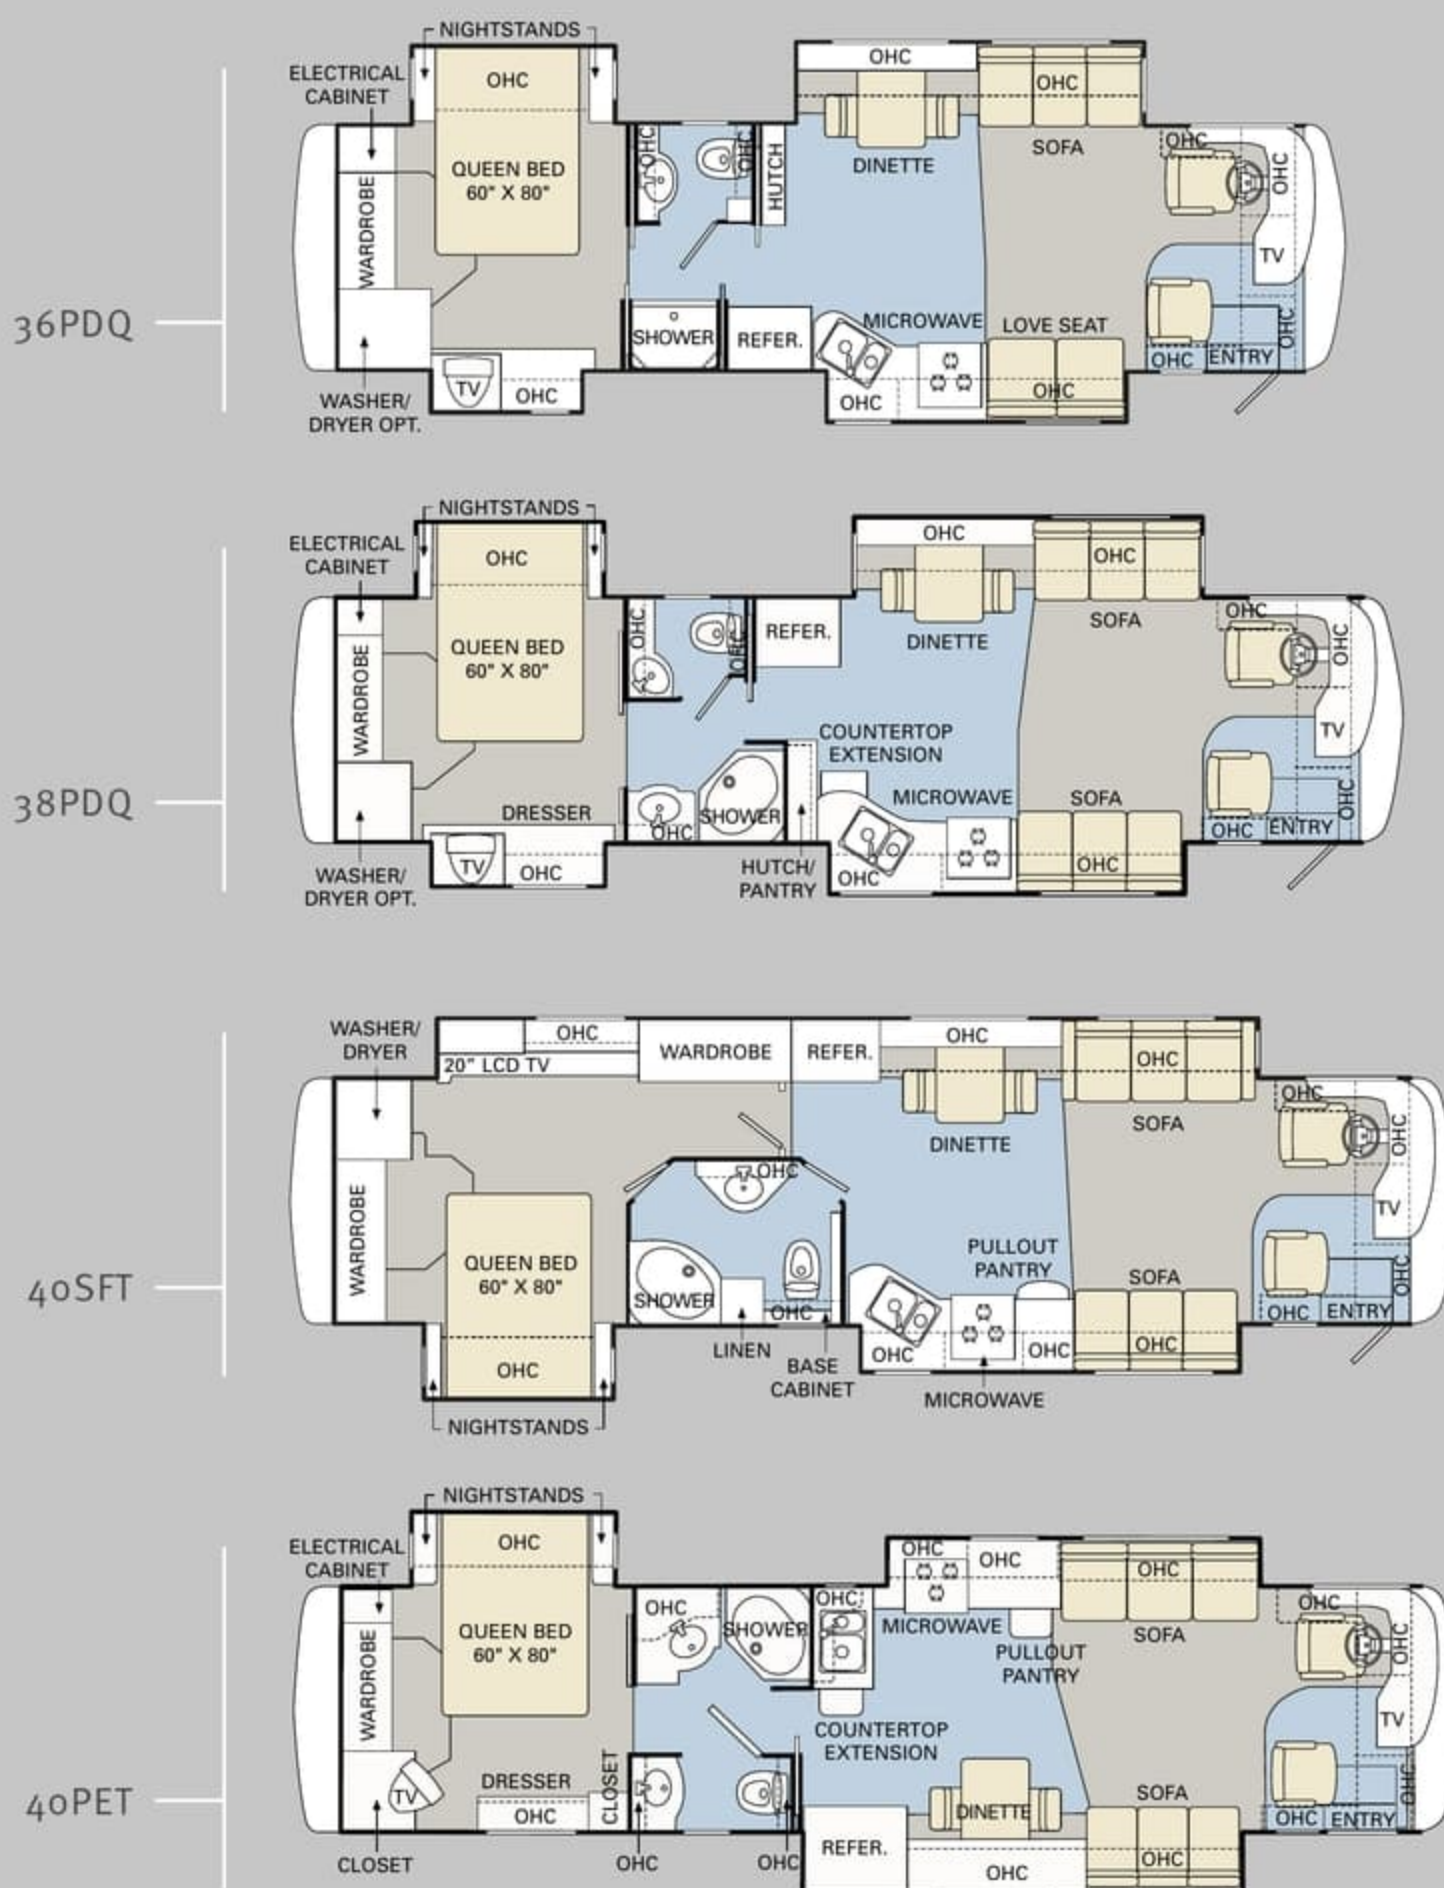 NIGHTSTANDS
ELECTRICAL
CABINET
OHC
QUEEN BED
60" X 80"
WARDROBE
OHC
OHC
HUTCH
OHC
DINETTE
OHC
SOFA
OHC
OHC
TV
36PDQ
SHOWER
REFER.
MICROWAVE
LOVE SEAT
OHC
OHC
OHC
ENTRY
OHC
TV
OHC
WASHER/
DRYER OPT.
NIGHTSTANDS
ELECTRICAL
CABINET
OHC
QUEEN BED
60" X 80"
WARDROBE
OHC
OHC
REFER.
OHC
DINETTE
OHC
SOFA
OHC
OHC
TV
38PDQ
COUNTERTOP
EXTENSION
DRESSER
MICROWAVE
SOFA
OHC
SHOWER
OHC
OHC
OHC
ENTRY
OHC
TV
OHC
HUTCH/
PANTRY
WASHER/
DRYER OPT.
WASHER/
DRYER
OHC
20" LCD TV
WARDROBE
REFER.
OHC
DINETTE
OHC
SOFA
OHC
OHC
TV
40SFT
WARDROBE
QUEEN BED
60" X 80"
OHC
OHC
SHOWER
OHC
LINEN
BASE
CABINET
PULLOUT
PANTRY
SOFA
OHC
OHC
OHC
OHC
ENTRY
OHC
MICROWAVE
NIGHTSTANDS
NIGHTSTANDS
ELECTRICAL
CABINET
OHC
QUEEN BED
60" X 80"
WARDROBE
OHC
SHOWER
OHC
OHC
OHC
MICROWAVE
PULLOUT
PANTRY
OHC
SOFA
OHC
OHC
TV
40PET
COUNTERTOP
EXTENSION
TV
DRESSER
OHC
CLOSET
DINETTE
SOFA
OHC
OHC
ENTRY
OHC
CLOSET
OHC
OHC
REFER.
OHC